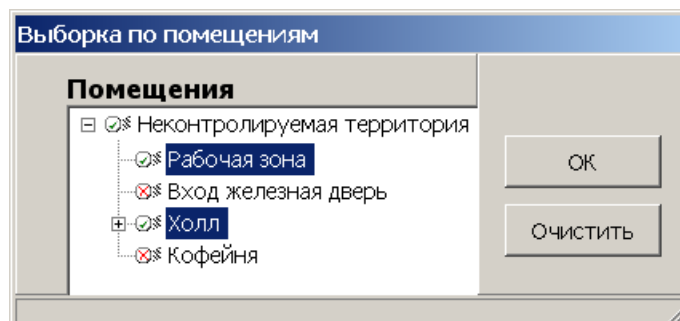 Выборка по помещениям
Помещения
Неконтролируемая территория
Рабочая зона
Вход железная дверь
Холл
Кофейня
ОК
Очистить